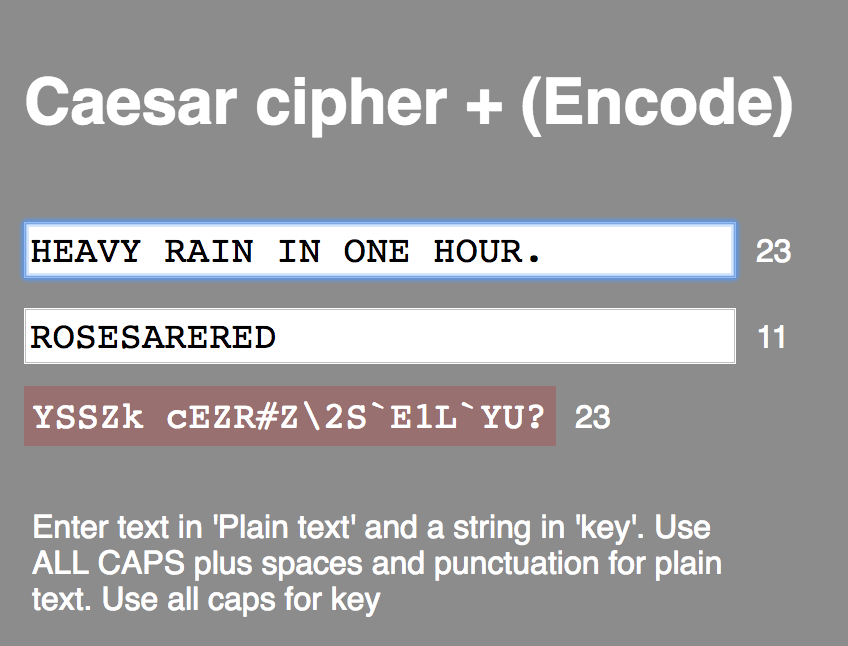 Caesar cipher + (Encode)
HEAVY RAIN IN ONE HOUR. 23
ROSESARERED 11
YSSZk cEZR#Z\2S`E1L`YU? 23
Enter text in 'Plain text' and a string in 'key'. Use
ALL CAPS plus spaces and punctuation for plain
text. Use all caps for key